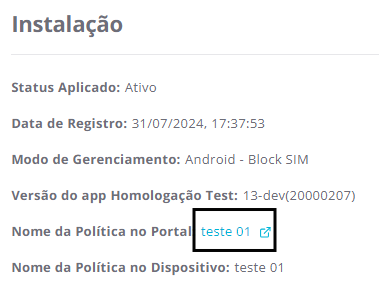 Instalação
Status Aplicado: Ativo
Data de Registro: 31/07/2024, 17:37:53
Modo de Gerenciamento: Android - Block SIM
Versão do app Homologação Test: 13-dev(20000207)
Nome da Política no Portal: teste 01
Nome da Política no Dispositivo: teste 01